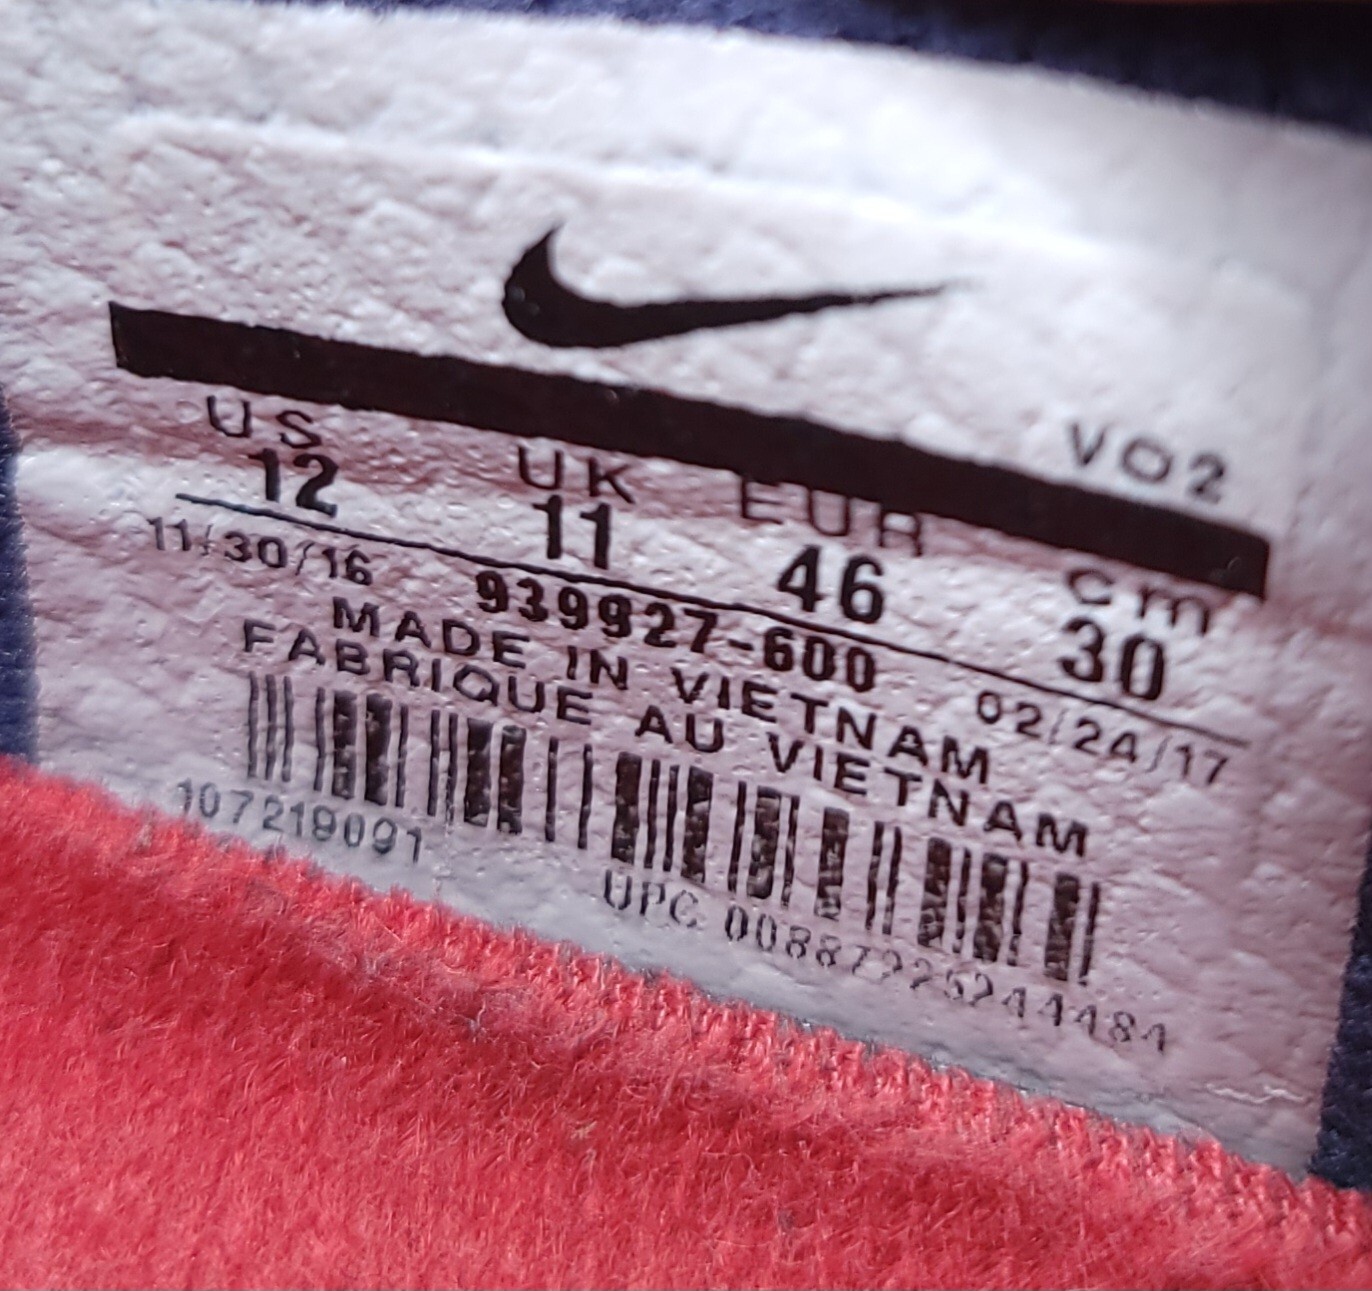 VO2
US UK EUR cm
12 11 46 30
11/30/16 939927-600 02/24/17
MADE IN VIETNAM
FABRIQUE AU VIETNAM
107219091
UPC